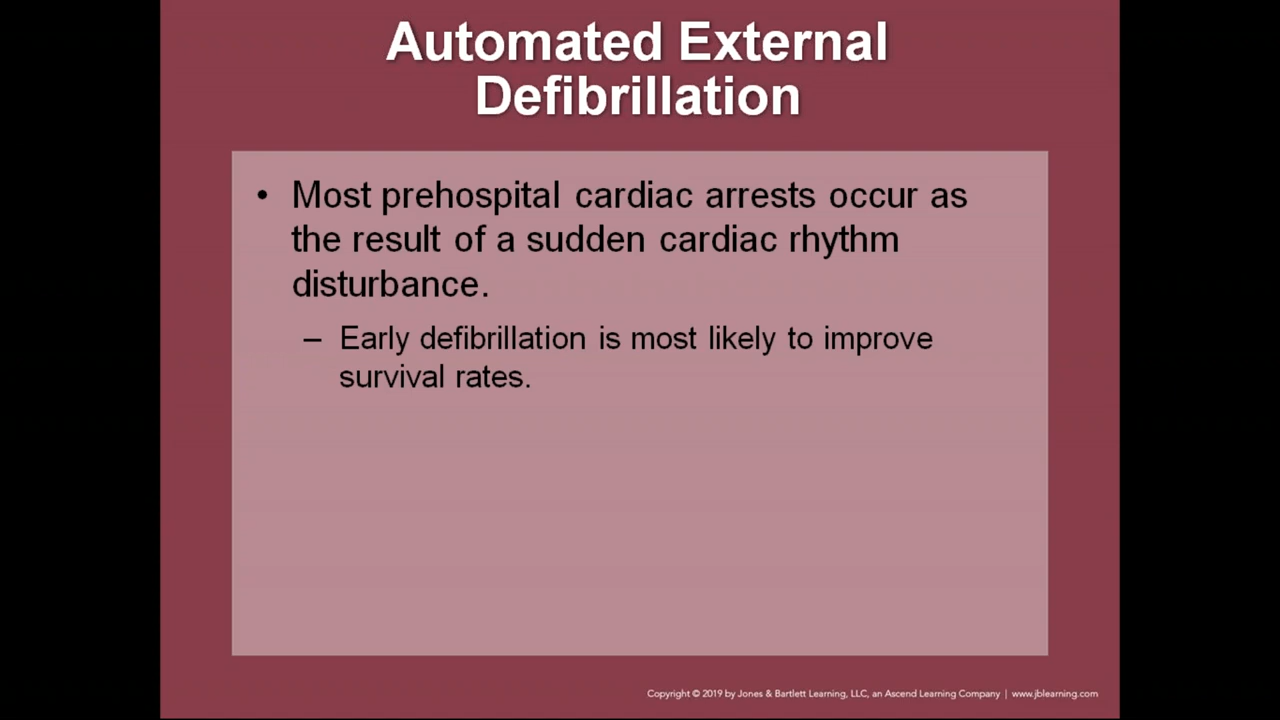 Automated External
Defibrillation
• Most prehospital cardiac arrests occur as
the result of a sudden cardiac rhythm
disturbance.
– Early defibrillation is most likely to improve
survival rates.
Copyright © 2019 by Jones & Bartlett Learning, LLC, an Ascend Learning Company | www.jblearning.com